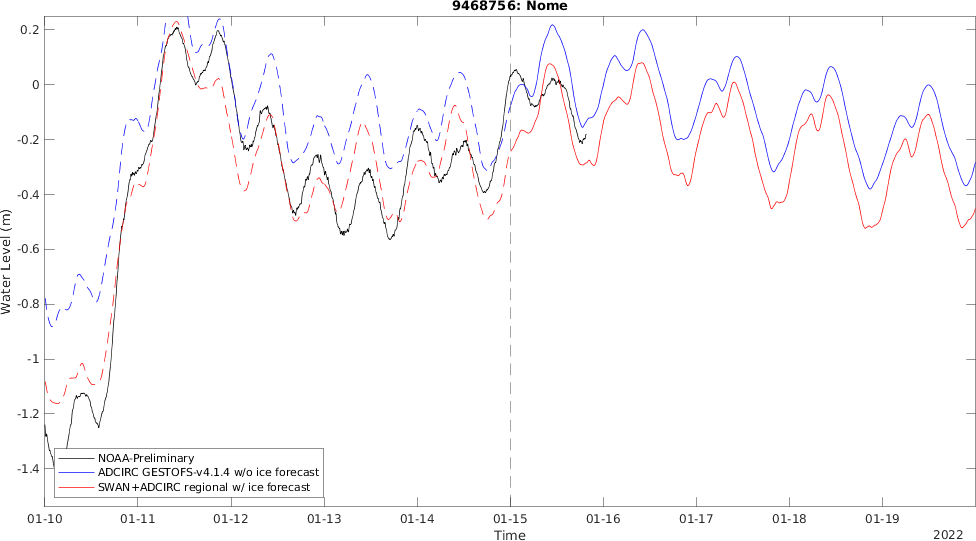 9468756: Nome
Water Level (m)
0.2
0
-0.2
-0.4
-0.6
-0.8
-1
-1.2
-1.4
NOAA-Preliminary
ADCIRC GESTOFS-v4.1.4 w/o ice forecast
SWAN+ADCIRC regional w/ ice forecast
01-10 01-11 01-12 01-13 01-14 01-15 01-16 01-17 01-18 01-19
Time
2022